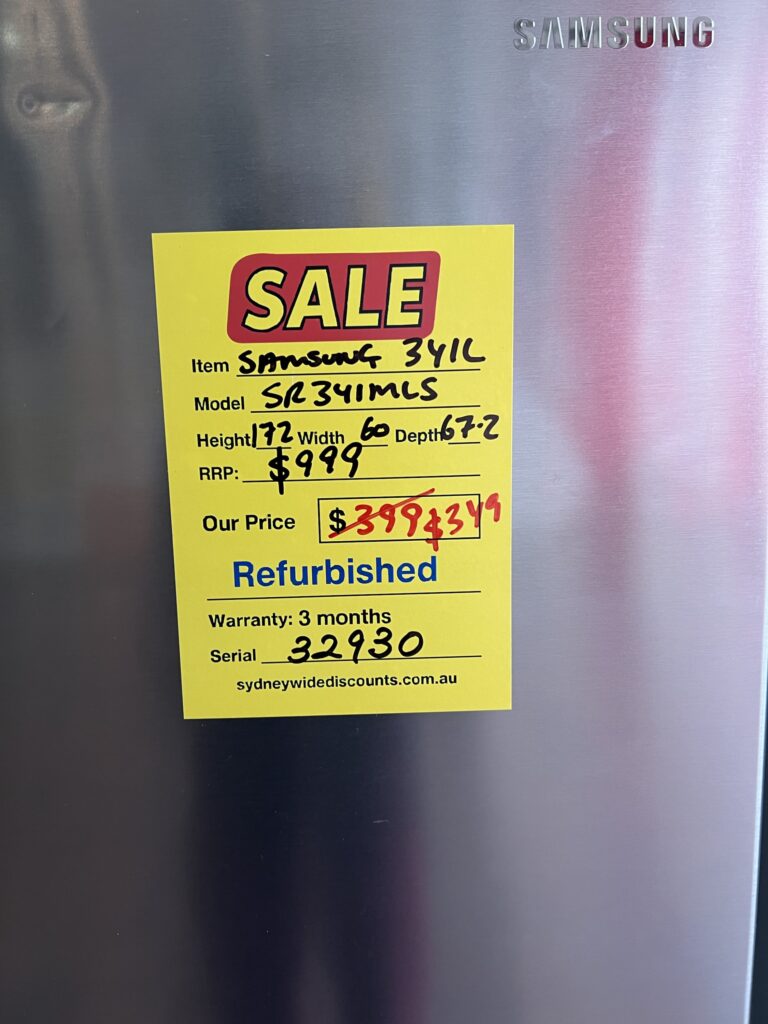 SAMSUNG
SALE
Item SAMSUNG 341L
Model SR341MLS
Height 172 Width 60 Depth 67.2
RRP: $999
Our Price $399 $349
Refurbished
Warranty: 3 months
Serial 32930
sydneywidediscounts.com.au